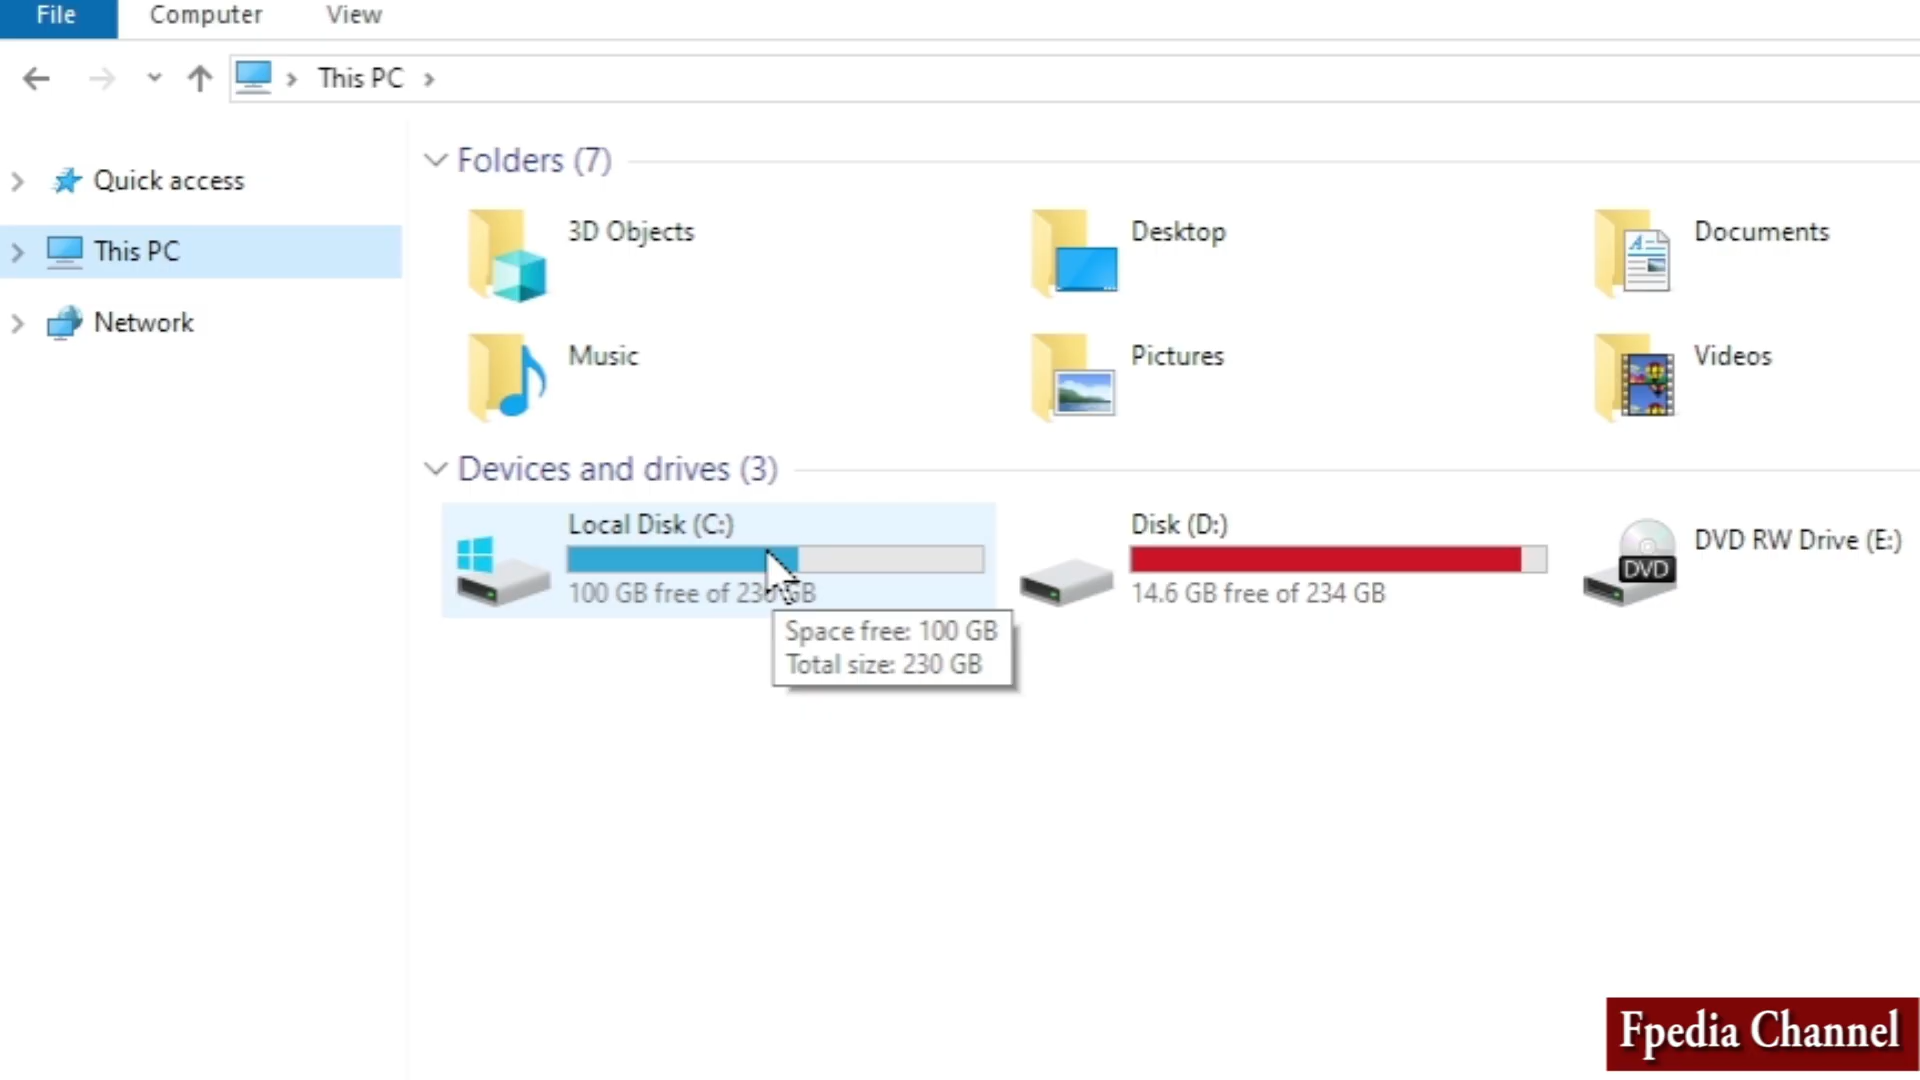 File Computer View
This PC
Quick access
This PC
Network
Folders (7)
3D Objects Desktop Documents
Music Pictures Videos
Devices and drives (3)
Local Disk (C:) Disk (D:) DVD RW Drive (E:)
DVD
100 GB free of 230 GB 14.6 GB free of 234 GB
Space free: 100 GB
Total size: 230 GB
Fpedia Channel